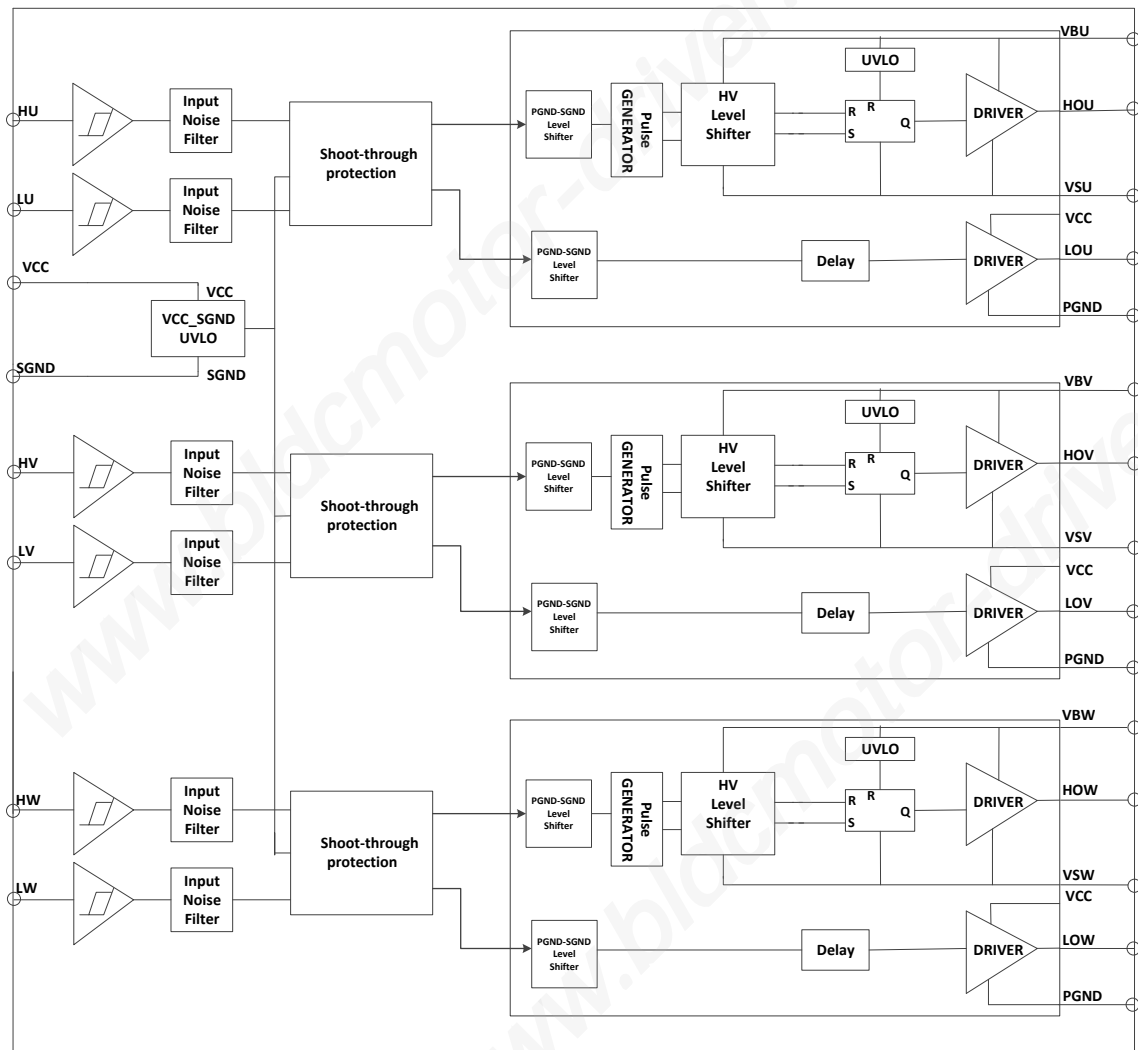 HU
Input
Noise
Filter
LU
Input
Noise
Filter
Shoot-through
protection
VCC
VCC
VCC_SGND
UVLO
SGND
SGND
PGND-SGND
Level
Shifter
Pulse
GENERATOR
HV
Level
Shifter
UVLO
R
R
S
Q
DRIVER
VBU
HOU
VSU
PGND-SGND
Level
Shifter
Delay
DRIVER
VCC
LOU
PGND
HV
Input
Noise
Filter
LV
Input
Noise
Filter
Shoot-through
protection
PGND-SGND
Level
Shifter
Pulse
GENERATOR
HV
Level
Shifter
UVLO
R
R
S
Q
DRIVER
VBV
HOV
VSV
PGND-SGND
Level
Shifter
Delay
DRIVER
VCC
LOV
PGND
HW
Input
Noise
Filter
LW
Input
Noise
Filter
Shoot-through
protection
PGND-SGND
Level
Shifter
Pulse
GENERATOR
HV
Level
Shifter
UVLO
R
R
S
Q
DRIVER
VBW
HOW
VSW
PGND-SGND
Level
Shifter
Delay
DRIVER
VCC
LOW
PGND
www.bldcmotor-driver
www.bldcmotor-driver